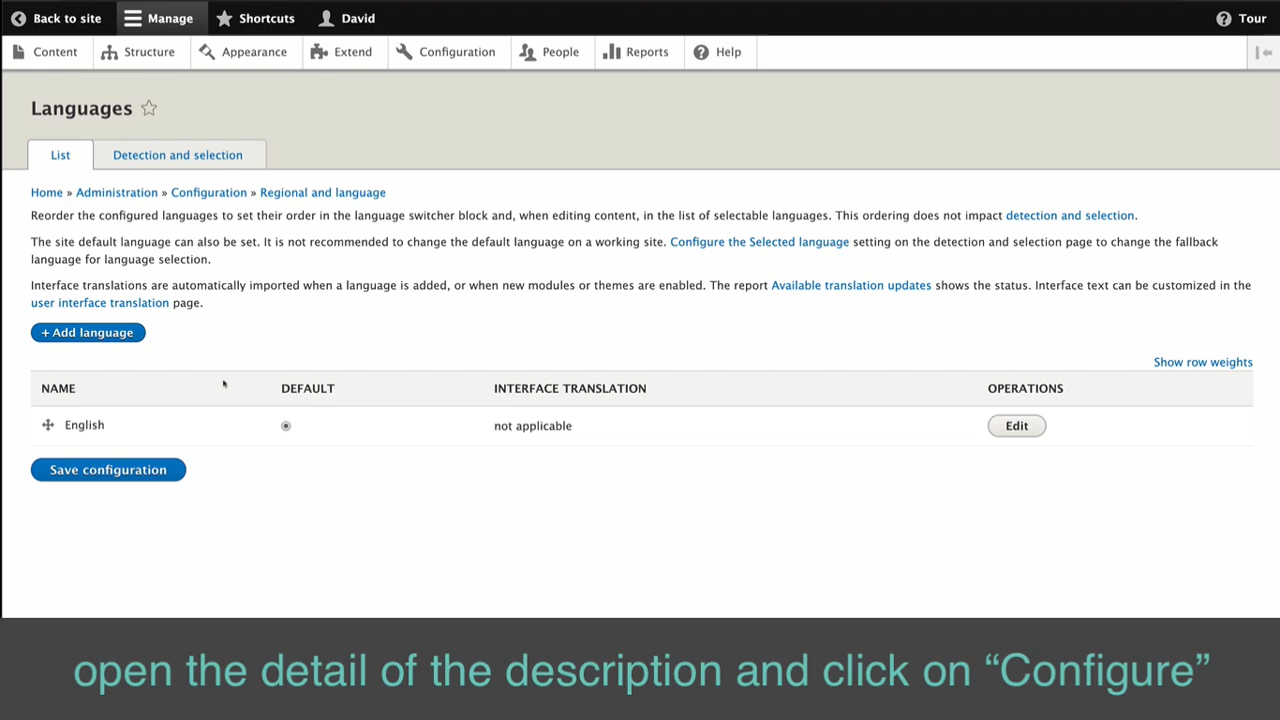 Back to site Manage Shortcuts David Tour
Content Structure Appearance Extend Configuration People Reports Help
Languages
List Detection and selection
Home » Administration » Configuration » Regional and language
Reorder the configured languages to set their order in the language switcher block and, when editing content, in the list of selectable languages. This ordering does not impact detection and selection.
The site default language can also be set. It is not recommended to change the default language on a working site. Configure the Selected language setting on the detection and selection page to change the fallback
language for language selection.
Interface translations are automatically imported when a language is added, or when new modules or themes are enabled. The report Available translation updates shows the status. Interface text can be customized in the
user interface translation page.
+ Add language
Show row weights
NAME DEFAULT INTERFACE TRANSLATION OPERATIONS
English not applicable Edit
Save configuration
open the detail of the description and click on “Configure”